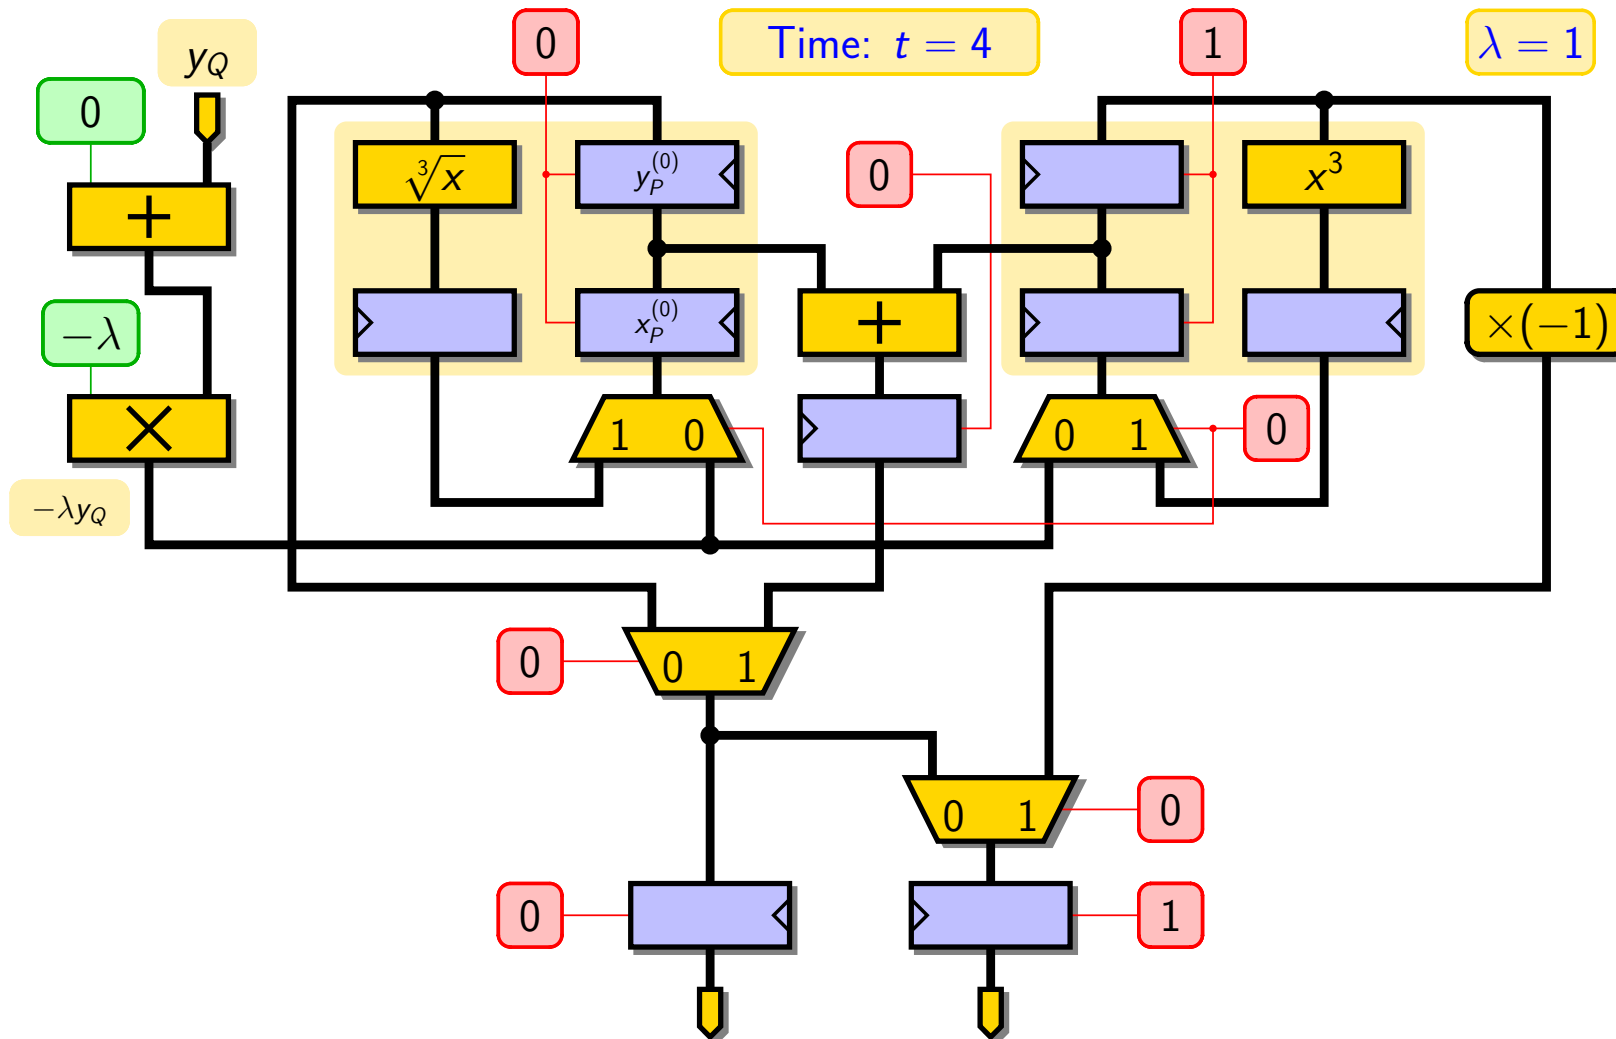 0
Time: t = 4
1
λ = 1
y_Q
0
∛x
y_P^(0)
0
x³
+
−λ
x_P^(0)
+
×(−1)
×
1 0
0 1
0
−λy_Q
0
0 1
0 1
0
0
1